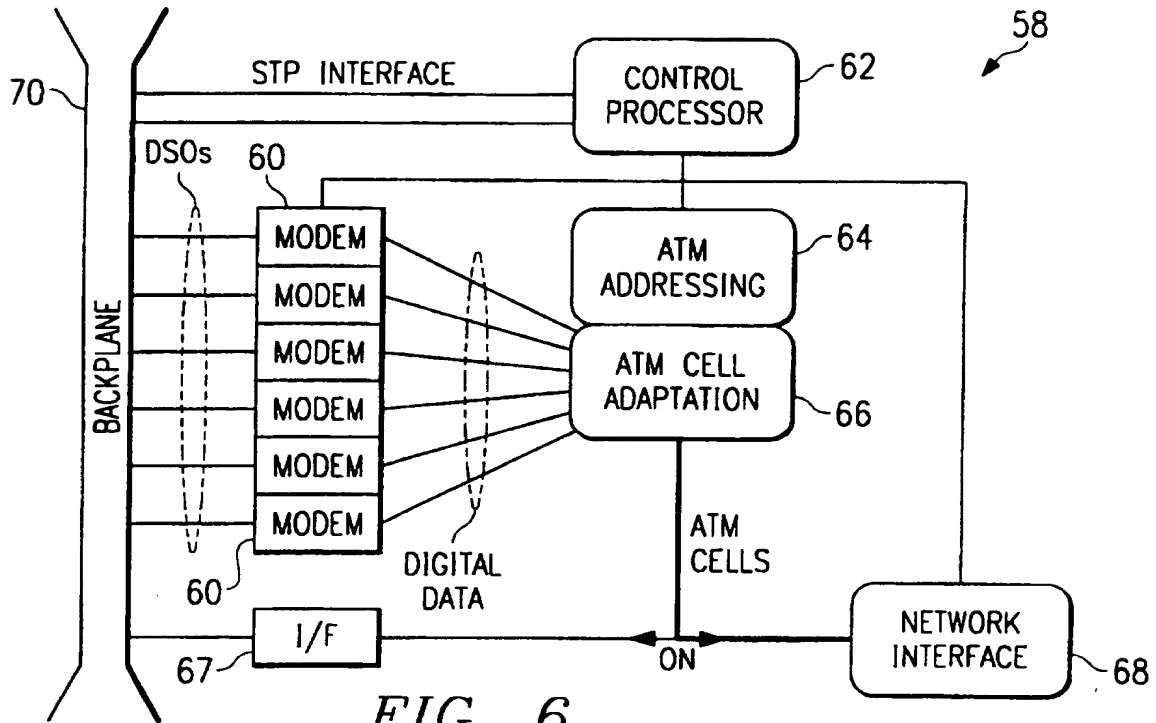 58
70
STP INTERFACE
CONTROL
PROCESSOR
62
DSOs
60
BACKPLANE
MODEM
MODEM
MODEM
MODEM
MODEM
MODEM
ATM
ADDRESSING
64
ATM CELL
ADAPTATION
66
60
DIGITAL
DATA
ATM
CELLS
I/F
67
ON
NETWORK
INTERFACE
68
FIG. 6